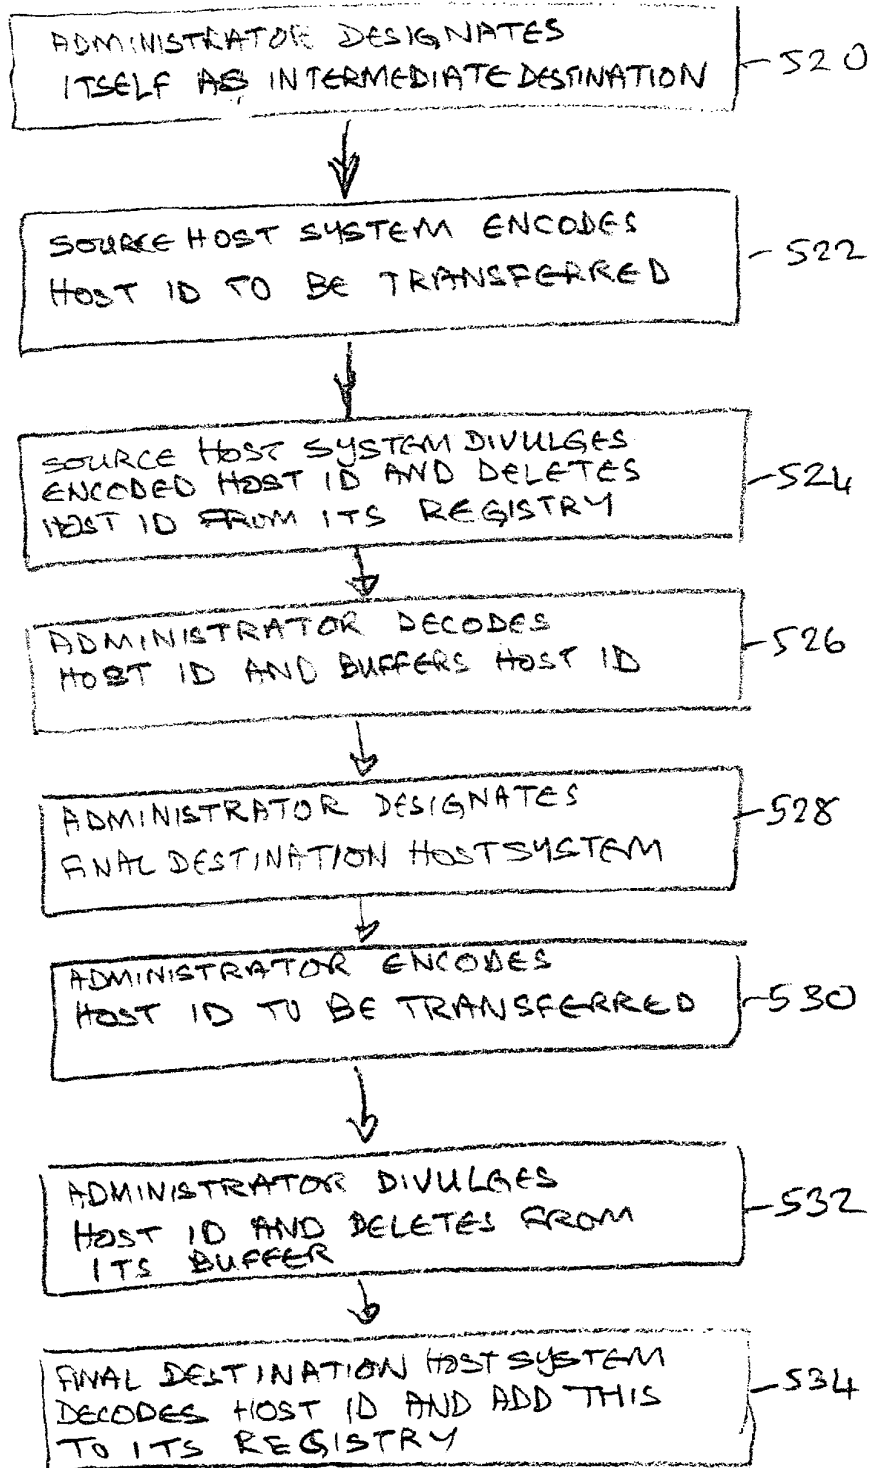 ADMINISTRATOR DESIGNATES
ITSELF AS INTERMEDIATE DESTINATION
520
SOURCE HOST SYSTEM ENCODES
HOST ID TO BE TRANSFERRED
522
SOURCE HOST SYSTEM DIVULGES
ENCODED HOST ID AND DELETES
HOST ID FROM ITS REGISTRY
524
ADMINISTRATOR DECODES
HOST ID AND BUFFERS HOST ID
526
ADMINISTRATOR DESIGNATES
FINAL DESTINATION HOST SYSTEM
528
ADMINISTRATOR ENCODES
HOST ID TO BE TRANSFERRED
530
ADMINISTRATOR DIVULGES
HOST ID AND DELETES FROM
ITS BUFFER
532
FINAL DESTINATION HOST SYSTEM
DECODES HOST ID AND ADD THIS
TO ITS REGISTRY
534